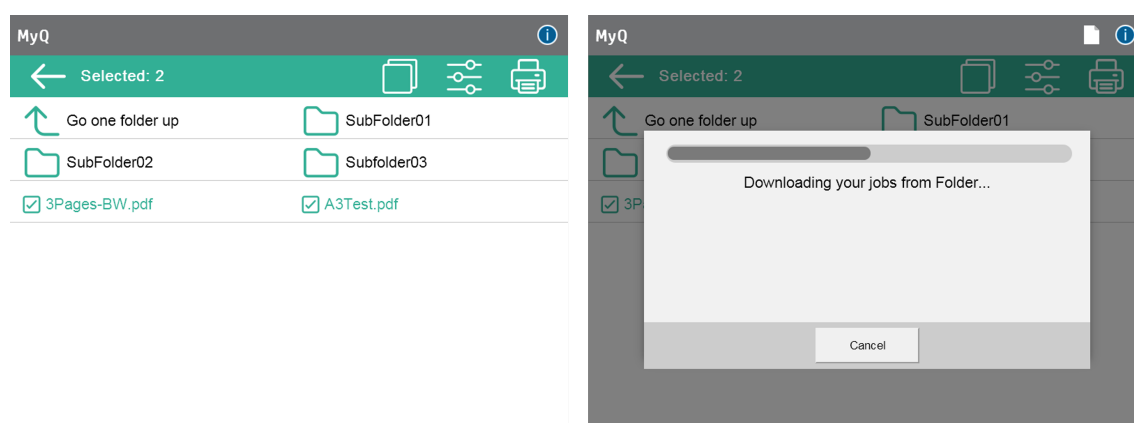 MyQ
Selected: 2
Go one folder up
SubFolder01
SubFolder02
Subfolder03
3Pages-BW.pdf
A3Test.pdf
MyQ
Selected: 2
Go one folder up
SubFolder01
3P
Downloading your jobs from Folder...
Cancel